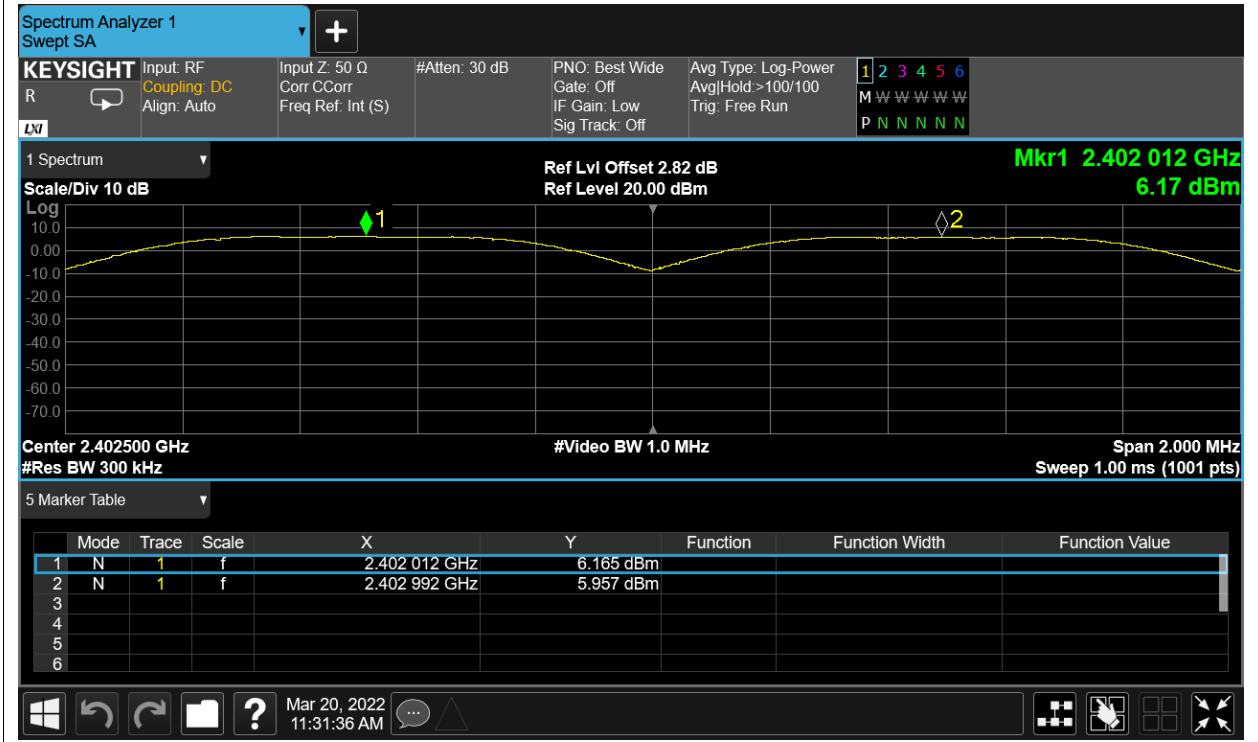 Spectrum Analyzer 1
Swept SA
+
KEYSIGHT Input: RF Input Z: 50 Ω #Atten: 30 dB PNO: Best Wide Avg Type: Log-Power 1 2 3 4 5 6
R Coupling: DC Corr CCorr Gate: Off Avg|Hold:>100/100
Align: Auto Freq Ref: Int (S) IF Gain: Low Trig: Free Run M W W W W W
LXI Sig Track: Off P N N N N N N
1 Spectrum Ref Lvl Offset 2.82 dB Mkr1 2.402 012 GHz
Scale/Div 10 dB Ref Level 20.00 dBm 6.17 dBm
Log
1 2
10.0
0.00
-10.0
-20.0
-30.0
-40.0
-50.0
-60.0
-70.0
Center 2.402500 GHz #Video BW 1.0 MHz Span 2.000 MHz
#Res BW 300 kHz Sweep 1.00 ms (1001 pts)
5 Marker Table
Mode Trace Scale X Y Function Function Width Function Value
1 N 1 f 2.402 012 GHz 6.165 dBm
2 N 1 f 2.402 992 GHz 5.957 dBm
3
4
5
6
? Mar 20, 2022
11:31:36 AM